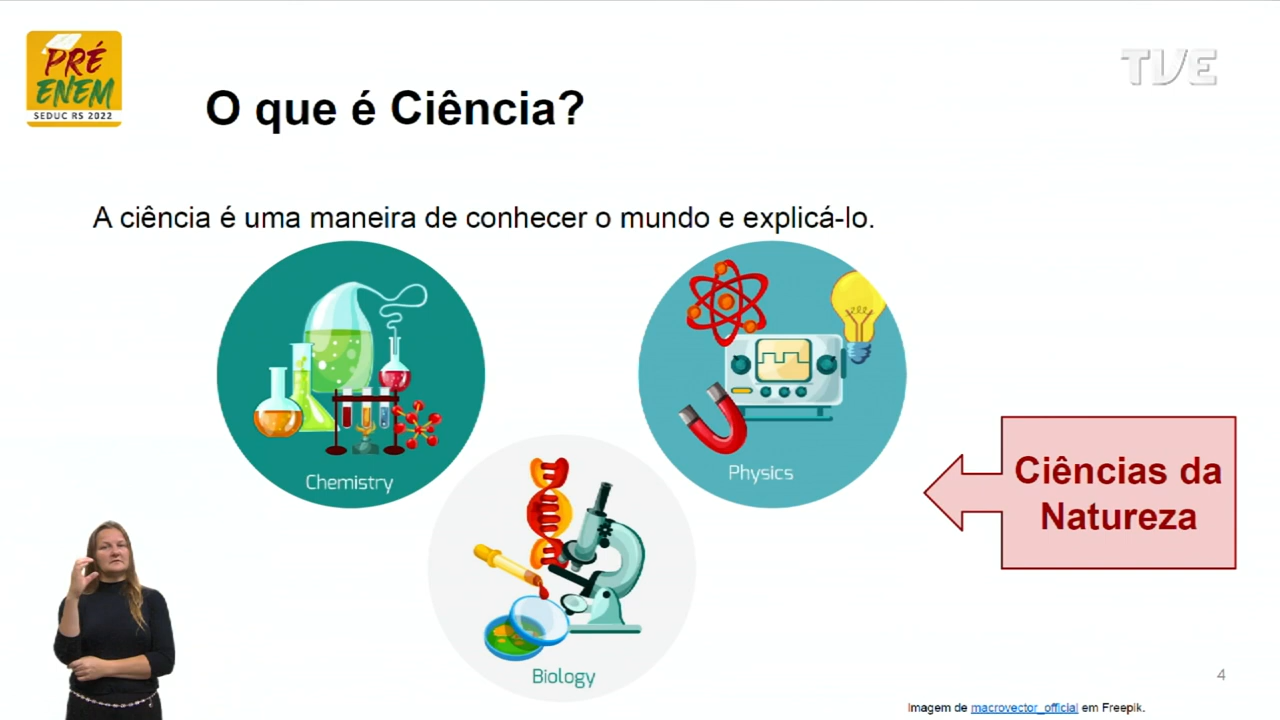 PRÉ
ENEM
SEDUC RS 2022
TVE
O que é Ciência?
A ciência é uma maneira de conhecer o mundo e explicá-lo.
Chemistry
Physics
Ciências da
Natureza
Biology
4
Imagem de macrovector_official em Freepik.